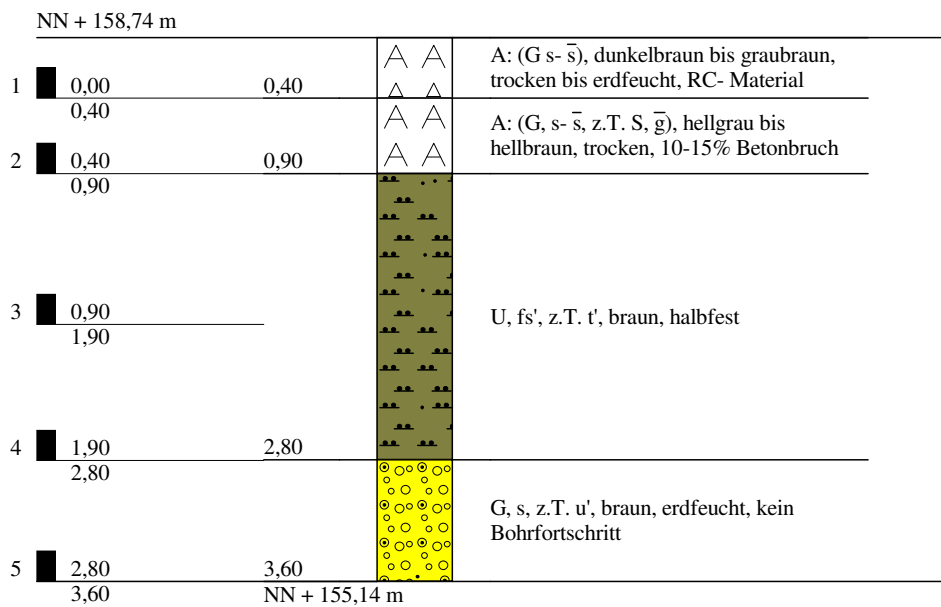 NN + 158,74 m
A: (G s- s̅), dunkelbraun bis graubraun,
trocken bis erdfeucht, RC- Material
1 0,00 0,40
0,40
A: (G, s- s̅, z.T. S, g̅), hellgrau bis
hellbraun, trocken, 10-15% Betonbruch
2 0,40 0,90
0,90
3 0,90
1,90
U, fs', z.T. t', braun, halbfest
4 1,90 2,80
2,80
G, s, z.T. u', braun, erdfeucht, kein
Bohrfortschritt
5 2,80 3,60
3,60 NN + 155,14 m